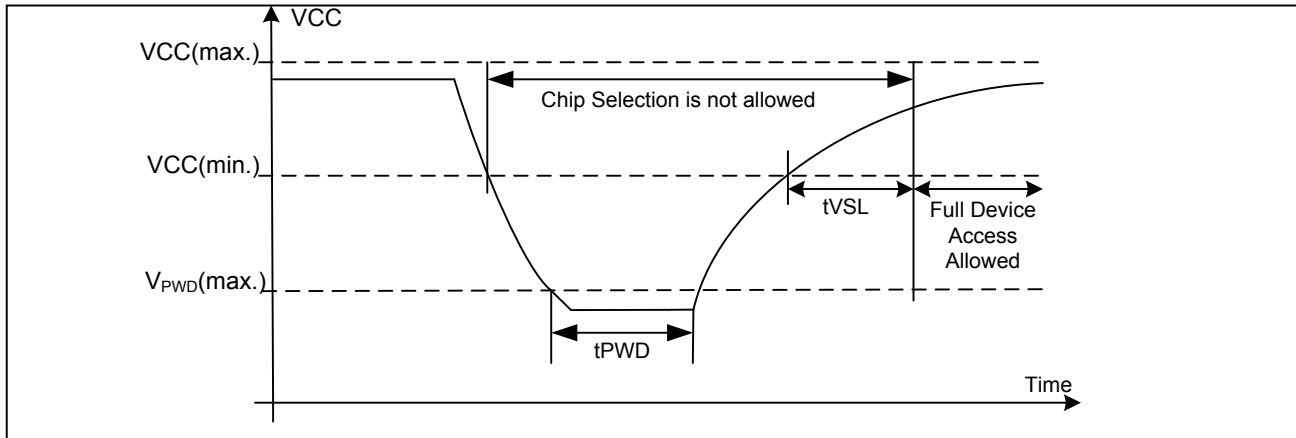 VCC
VCC(max.)
Chip Selection is not allowed
VCC(min.)
tVSL
Full Device
Access
Allowed
VPWD(max.)
tPWD
Time